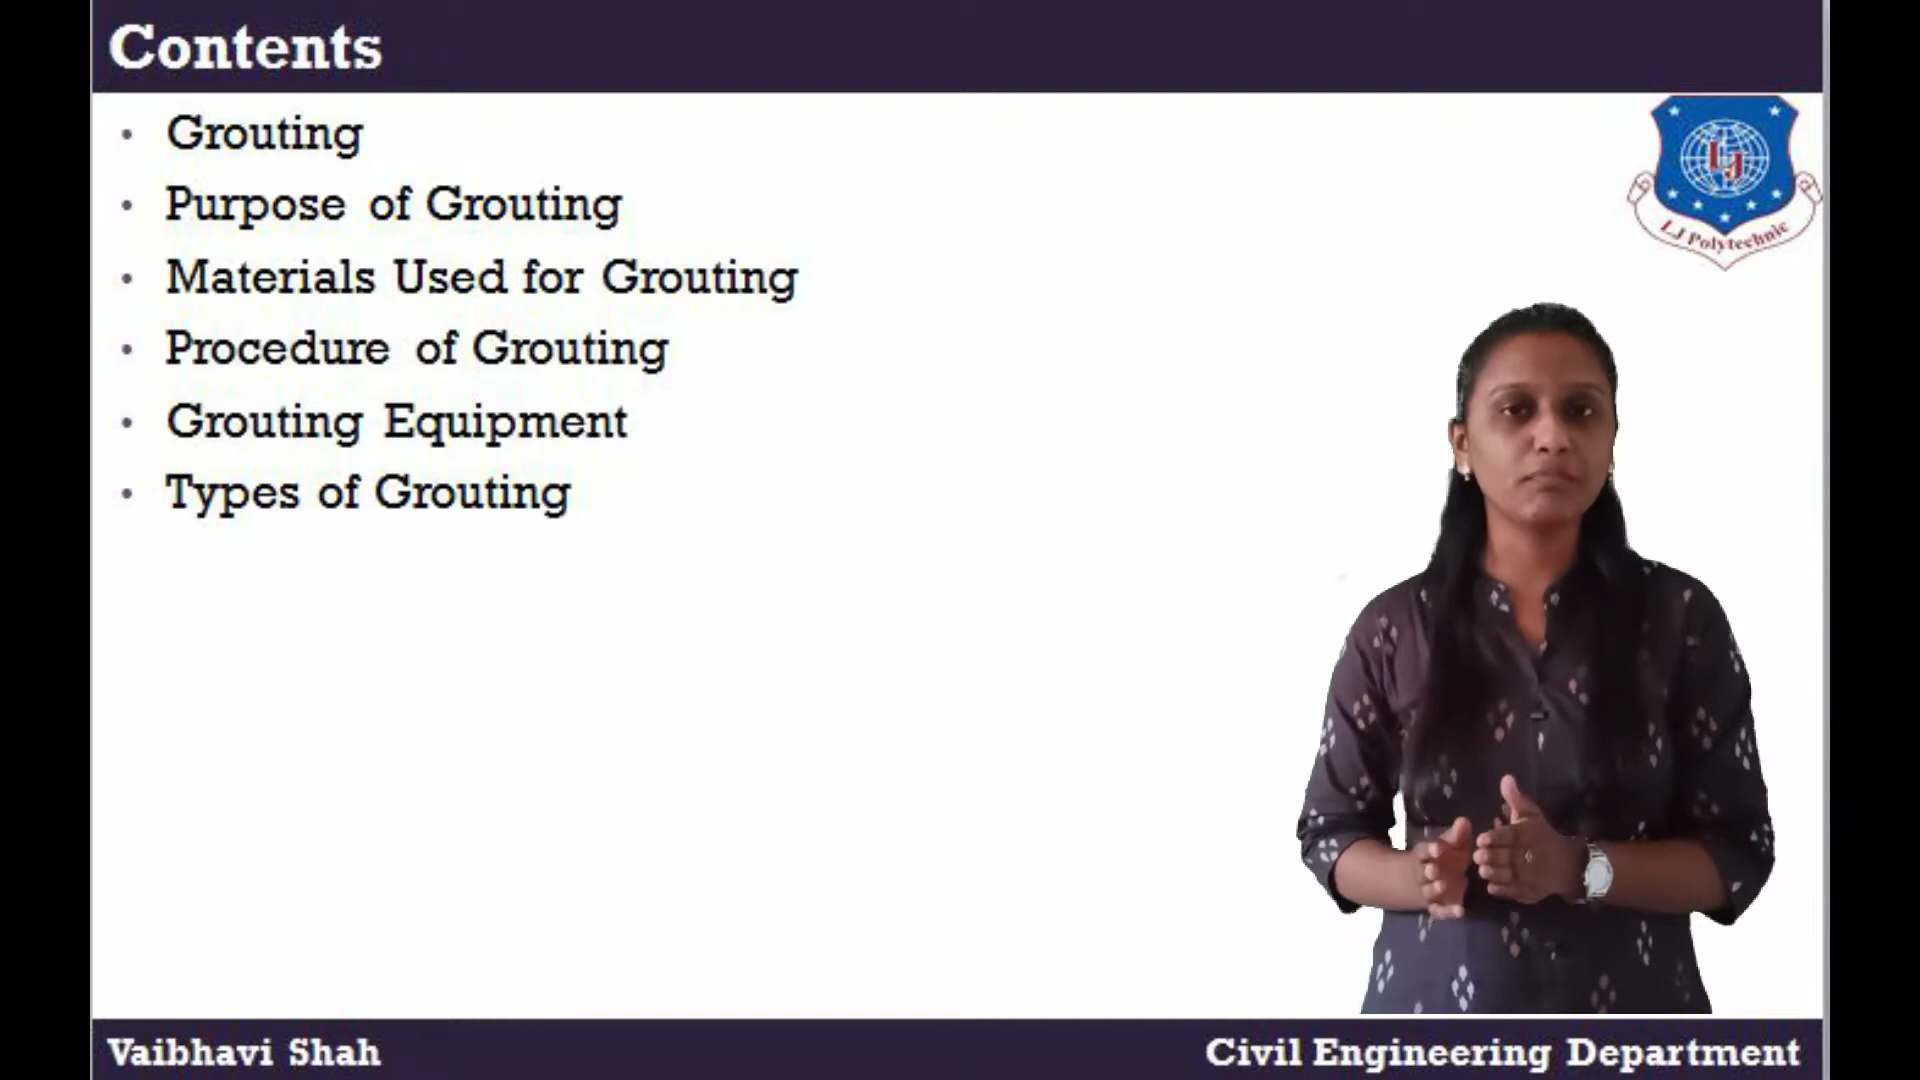 Contents
• Grouting
• Purpose of Grouting
• Materials Used for Grouting
• Procedure of Grouting
• Grouting Equipment
• Types of Grouting
LJ
LJ Polytechnic
Vaibhavi Shah
Civil Engineering Department